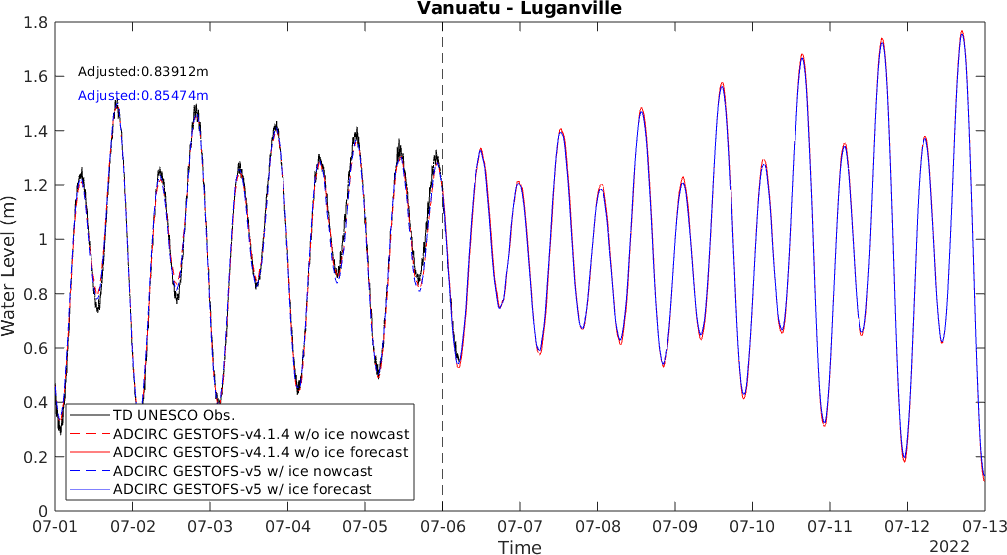 Vanuatu - Luganville
1.8
1.6
1.4
1.2
1
0.8
0.6
0.4
0.2
0
Water Level (m)
Adjusted:0.83912m
Adjusted:0.85474m
TD UNESCO Obs.
ADCIRC GESTOFS-v4.1.4 w/o ice nowcast
ADCIRC GESTOFS-v4.1.4 w/o ice forecast
ADCIRC GESTOFS-v5 w/ ice nowcast
ADCIRC GESTOFS-v5 w/ ice forecast
07-01 07-02 07-03 07-04 07-05 07-06 07-07 07-08 07-09 07-10 07-11 07-12 07-13
Time
2022